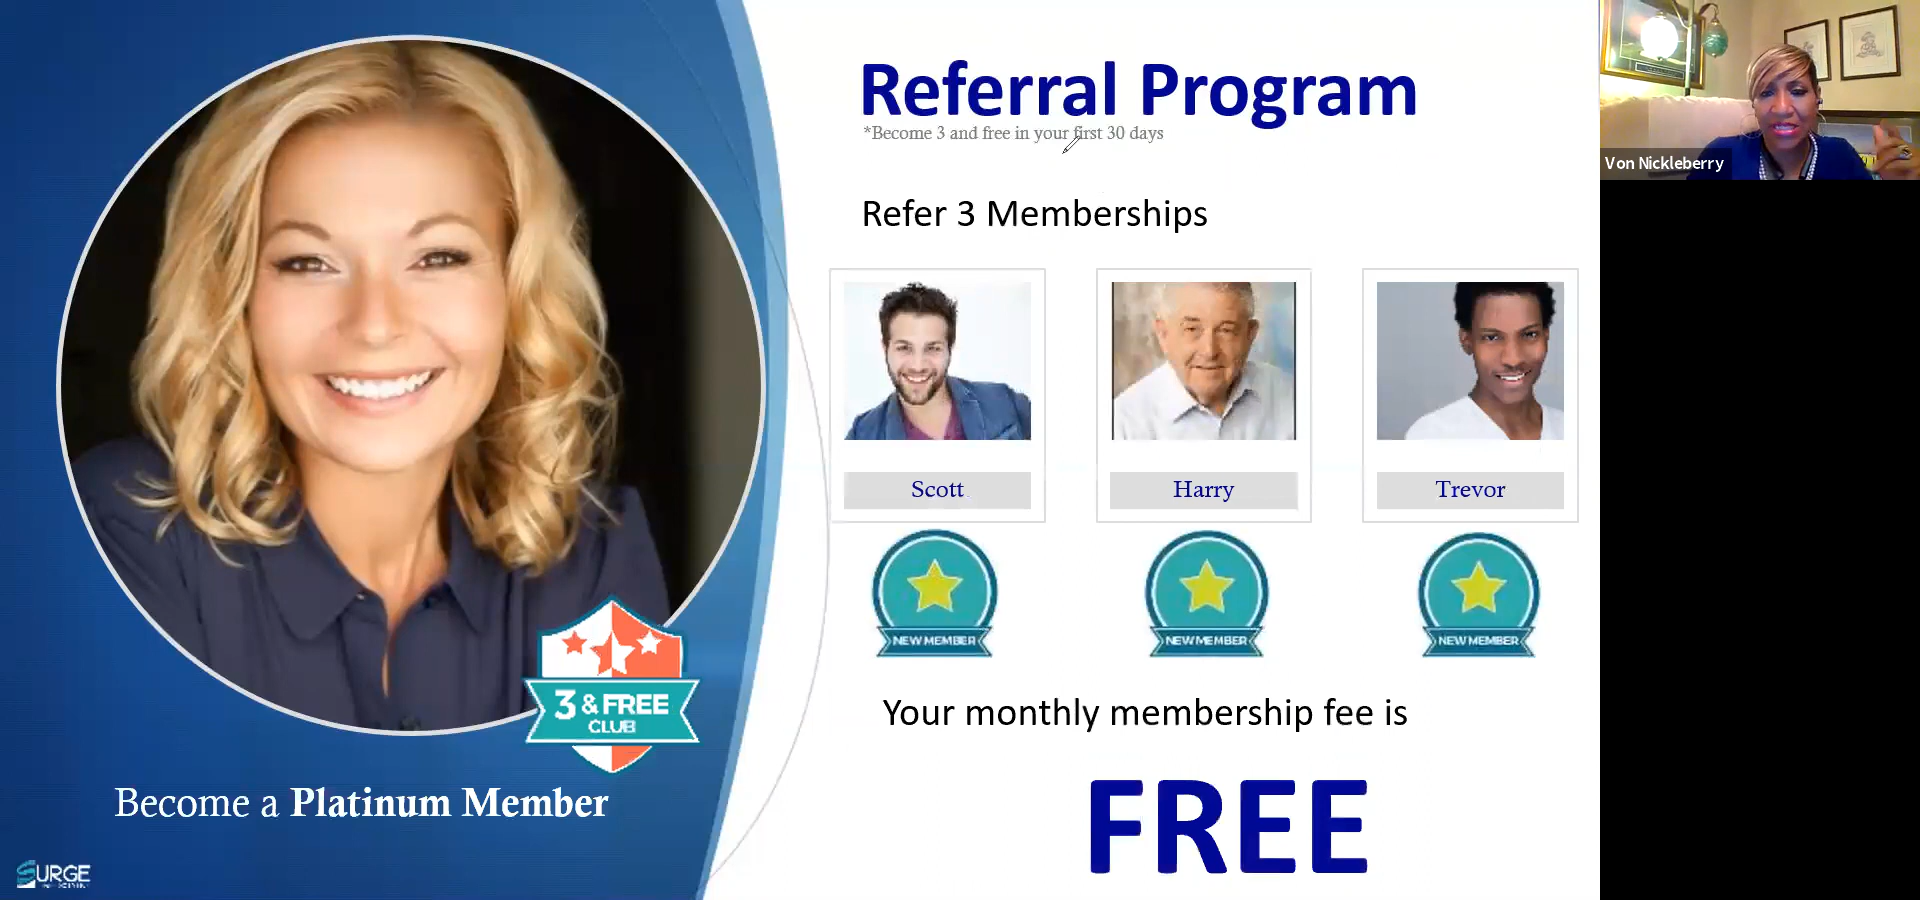 Referral Program
*Become 3 and free in your first 30 days
Refer 3 Memberships
Scott
Harry
Trevor
NEW MEMBER
NEW MEMBER
NEW MEMBER
Your monthly membership fee is
FREE
3 & FREE
CLUB
Become a Platinum Member
SURGE
Von Nickleberry